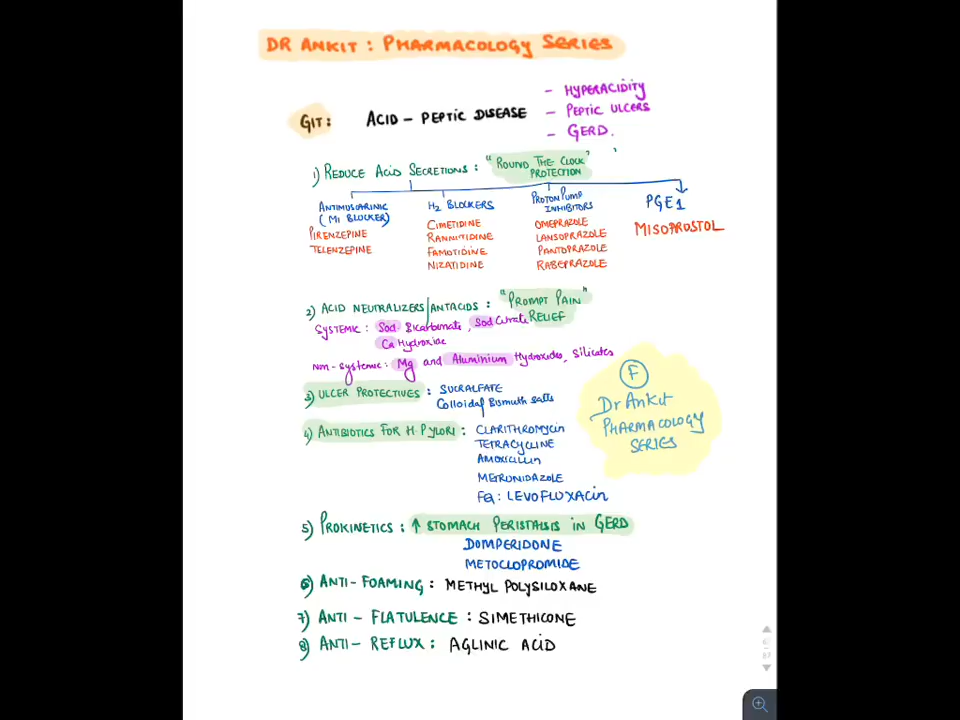 DR ANKIT : PHARMACOLOGY SERIES
GIT: ACID - PEPTIC DISEASE
- HYPERACIDITY
- PEPTIC ULCERS
- GERD.
1) REDUCE ACID SECRETIONS : "ROUND THE CLOCK PROTECTION"
ANTIMUSCARINIC (M1 BLOCKER)
PIRENZEPINE
TELENZEPINE
H2 BLOCKERS
CIMETIDINE
RANNITIDINE
FAMOTIDINE
NIZATIDINE
PROTON PUMP INHIBITORS
OMEPRAZOLE
LANSOPRAZOLE
PANTOPRAZOLE
RABEPRAZOLE
PGE1
MISOPROSTOL
2) ACID NEUTRALIZERS/ANTACIDS : "PROMPT PAIN" RELIEF
SYSTEMIC : Sod Bicarbonate, Sod Citrate
Ca Hydroxide
Non-Systemic: Mg and Aluminium Hydroxides, Silicates
3) ULCER PROTECTIVES : SUCRALFATE
Colloidal Bismuth salts
4) ANTIBIOTICS FOR H.PYLORI : CLARITHROMYCIN
TETRACYCLINE
AMOXICILLIN
METRONIDAZOLE
FQ : LEVOFLOXACIN
F
Dr Ankit
PHARMACOLOGY
SERIES
5) PROKINETICS : ↑ STOMACH PERISTALSIS IN GERD
DOMPERIDONE
METOCLOPROMIDE
6) ANTI-FOAMING : METHYL POLYSILOXANE
7) ANTI - FLATULENCE : SIMETHICONE
8) ANTI - REFLUX : AGLINIC ACID